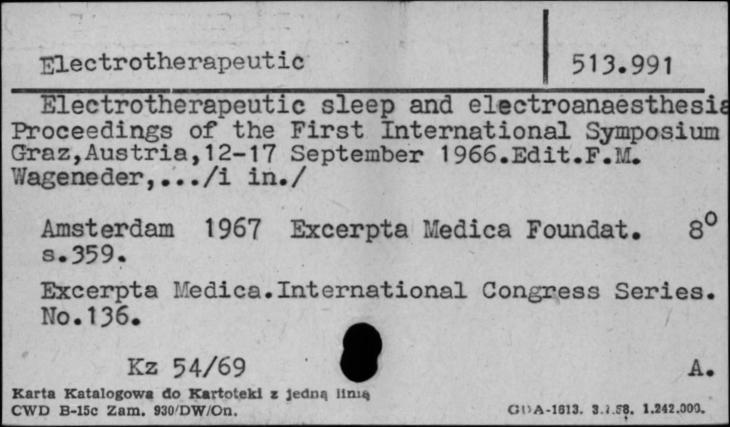 Electrotherapeutic 513.991
Electrotherapeutic sleep and electroanaesthesia
Proceedings of the First International Symposium
Graz,Austria,12-17 September 1966.Edit.F.M.
Wageneder,.../i in./
Amsterdam 1967 Excerpta Medica Foundat. 8⁰
s.359.
Excerpta Medica.International Congress Series.
No.136.
Kz 54/69 A.
Karta Katalogowa do Kartoteki z jedną linią
CWD B-15c Zam. 930/DW/On. GDA-1613. 3.1.58. 1.242.000.